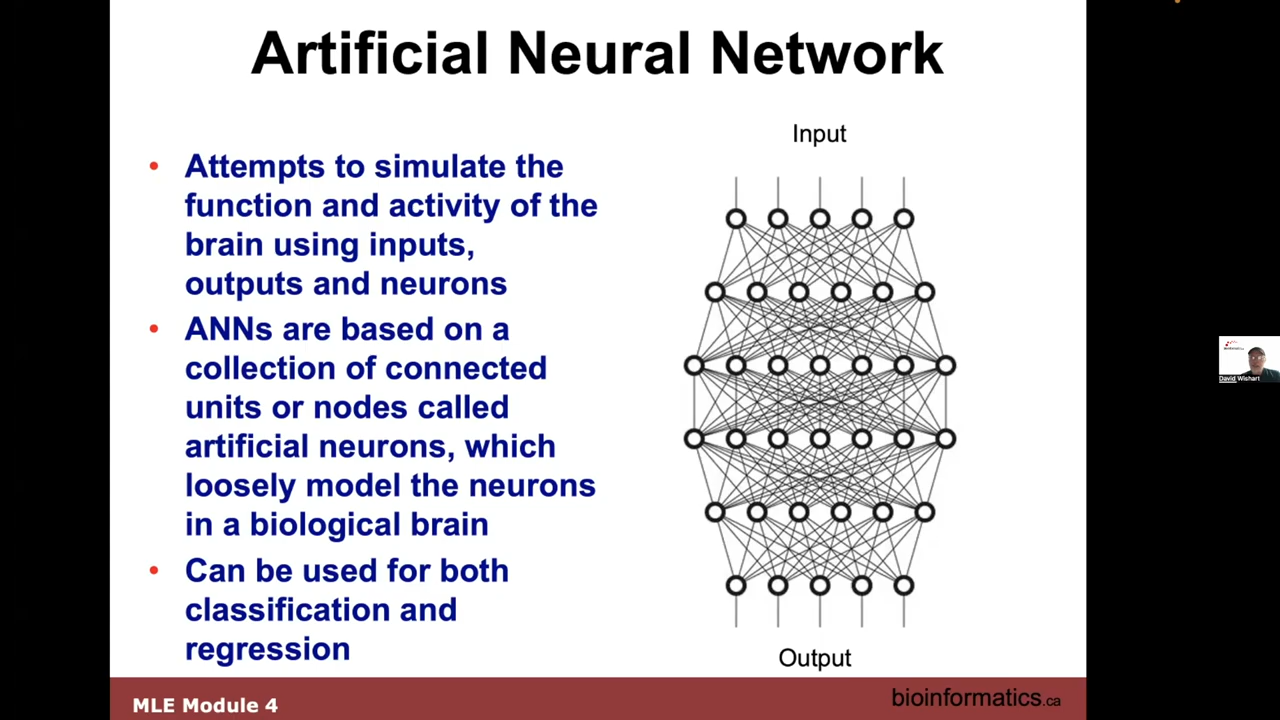 Artificial Neural Network
• Attempts to simulate the
function and activity of the
brain using inputs,
outputs and neurons
• ANNs are based on a
collection of connected
units or nodes called
artificial neurons, which
loosely model the neurons
in a biological brain
• Can be used for both
classification and
regression
Input
Output
David Wishart
MLE Module 4
bioinformatics.ca